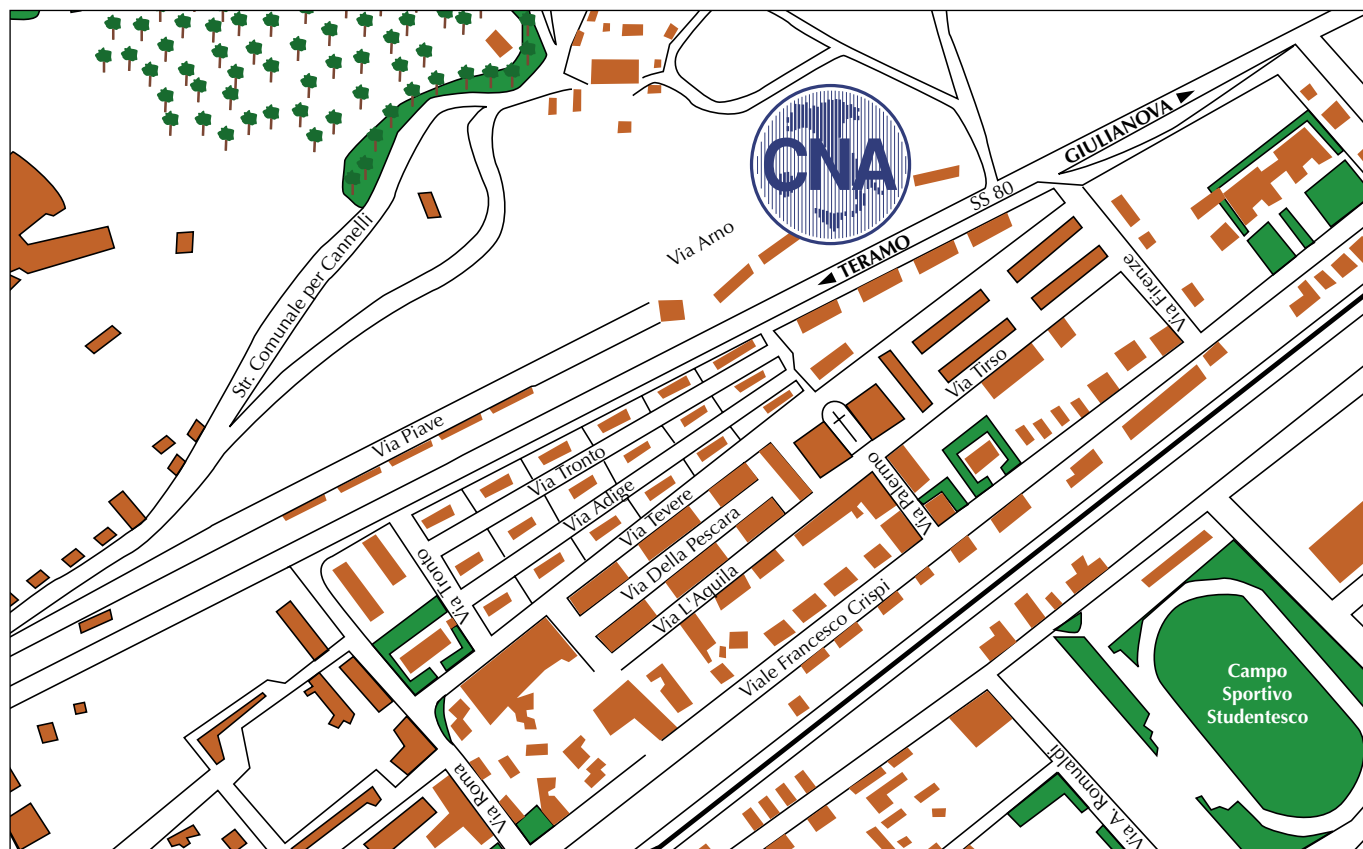 CNA
GIULIANOVA
SS 80
TERAMO
Via Arno
Str. Comunale per Cannelli
Via Firenze
Via Piave
Via Tirso
Via Tronto
Via Adige
Via Tevere
Via Palermo
Via Della Pescara
Via L'Aquila
Via Tronto
Viale Francesco Crispi
Campo
Sportivo
Studentesco
Via Roma
Via A. Romualdi